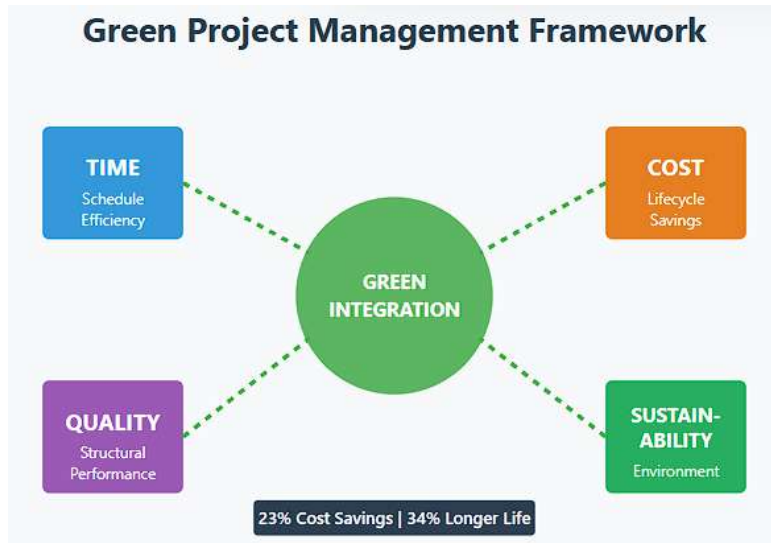 Green Project Management Framework
TIME
Schedule
Efficiency
COST
Lifecycle
Savings
GREEN
INTEGRATION
QUALITY
Structural
Performance
SUSTAIN-
ABILITY
Environment
23% Cost Savings | 34% Longer Life